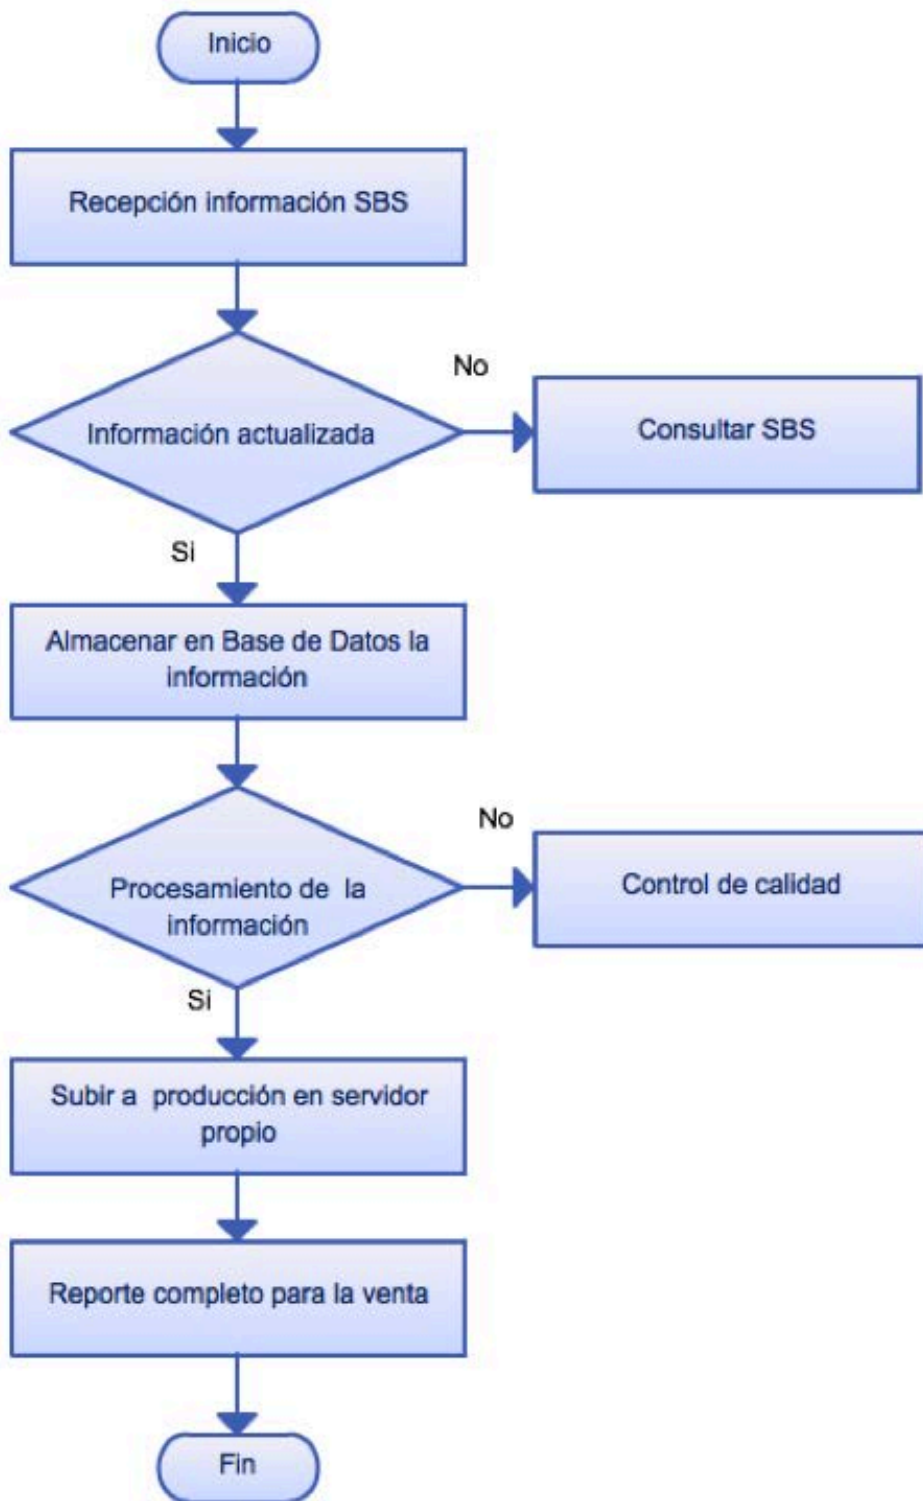 Inicio
Recepción información SBS
No
Información actualizada
Consultar SBS
Si
Almacenar en Base de Datos la
información
No
Procesamiento de la
información
Control de calidad
Si
Subir a producción en servidor
propio
Reporte completo para la venta
Fin